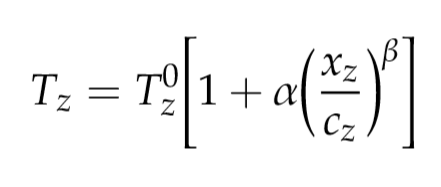 T_z = T_z^0 [1 + α(x_z/c_z)^β]